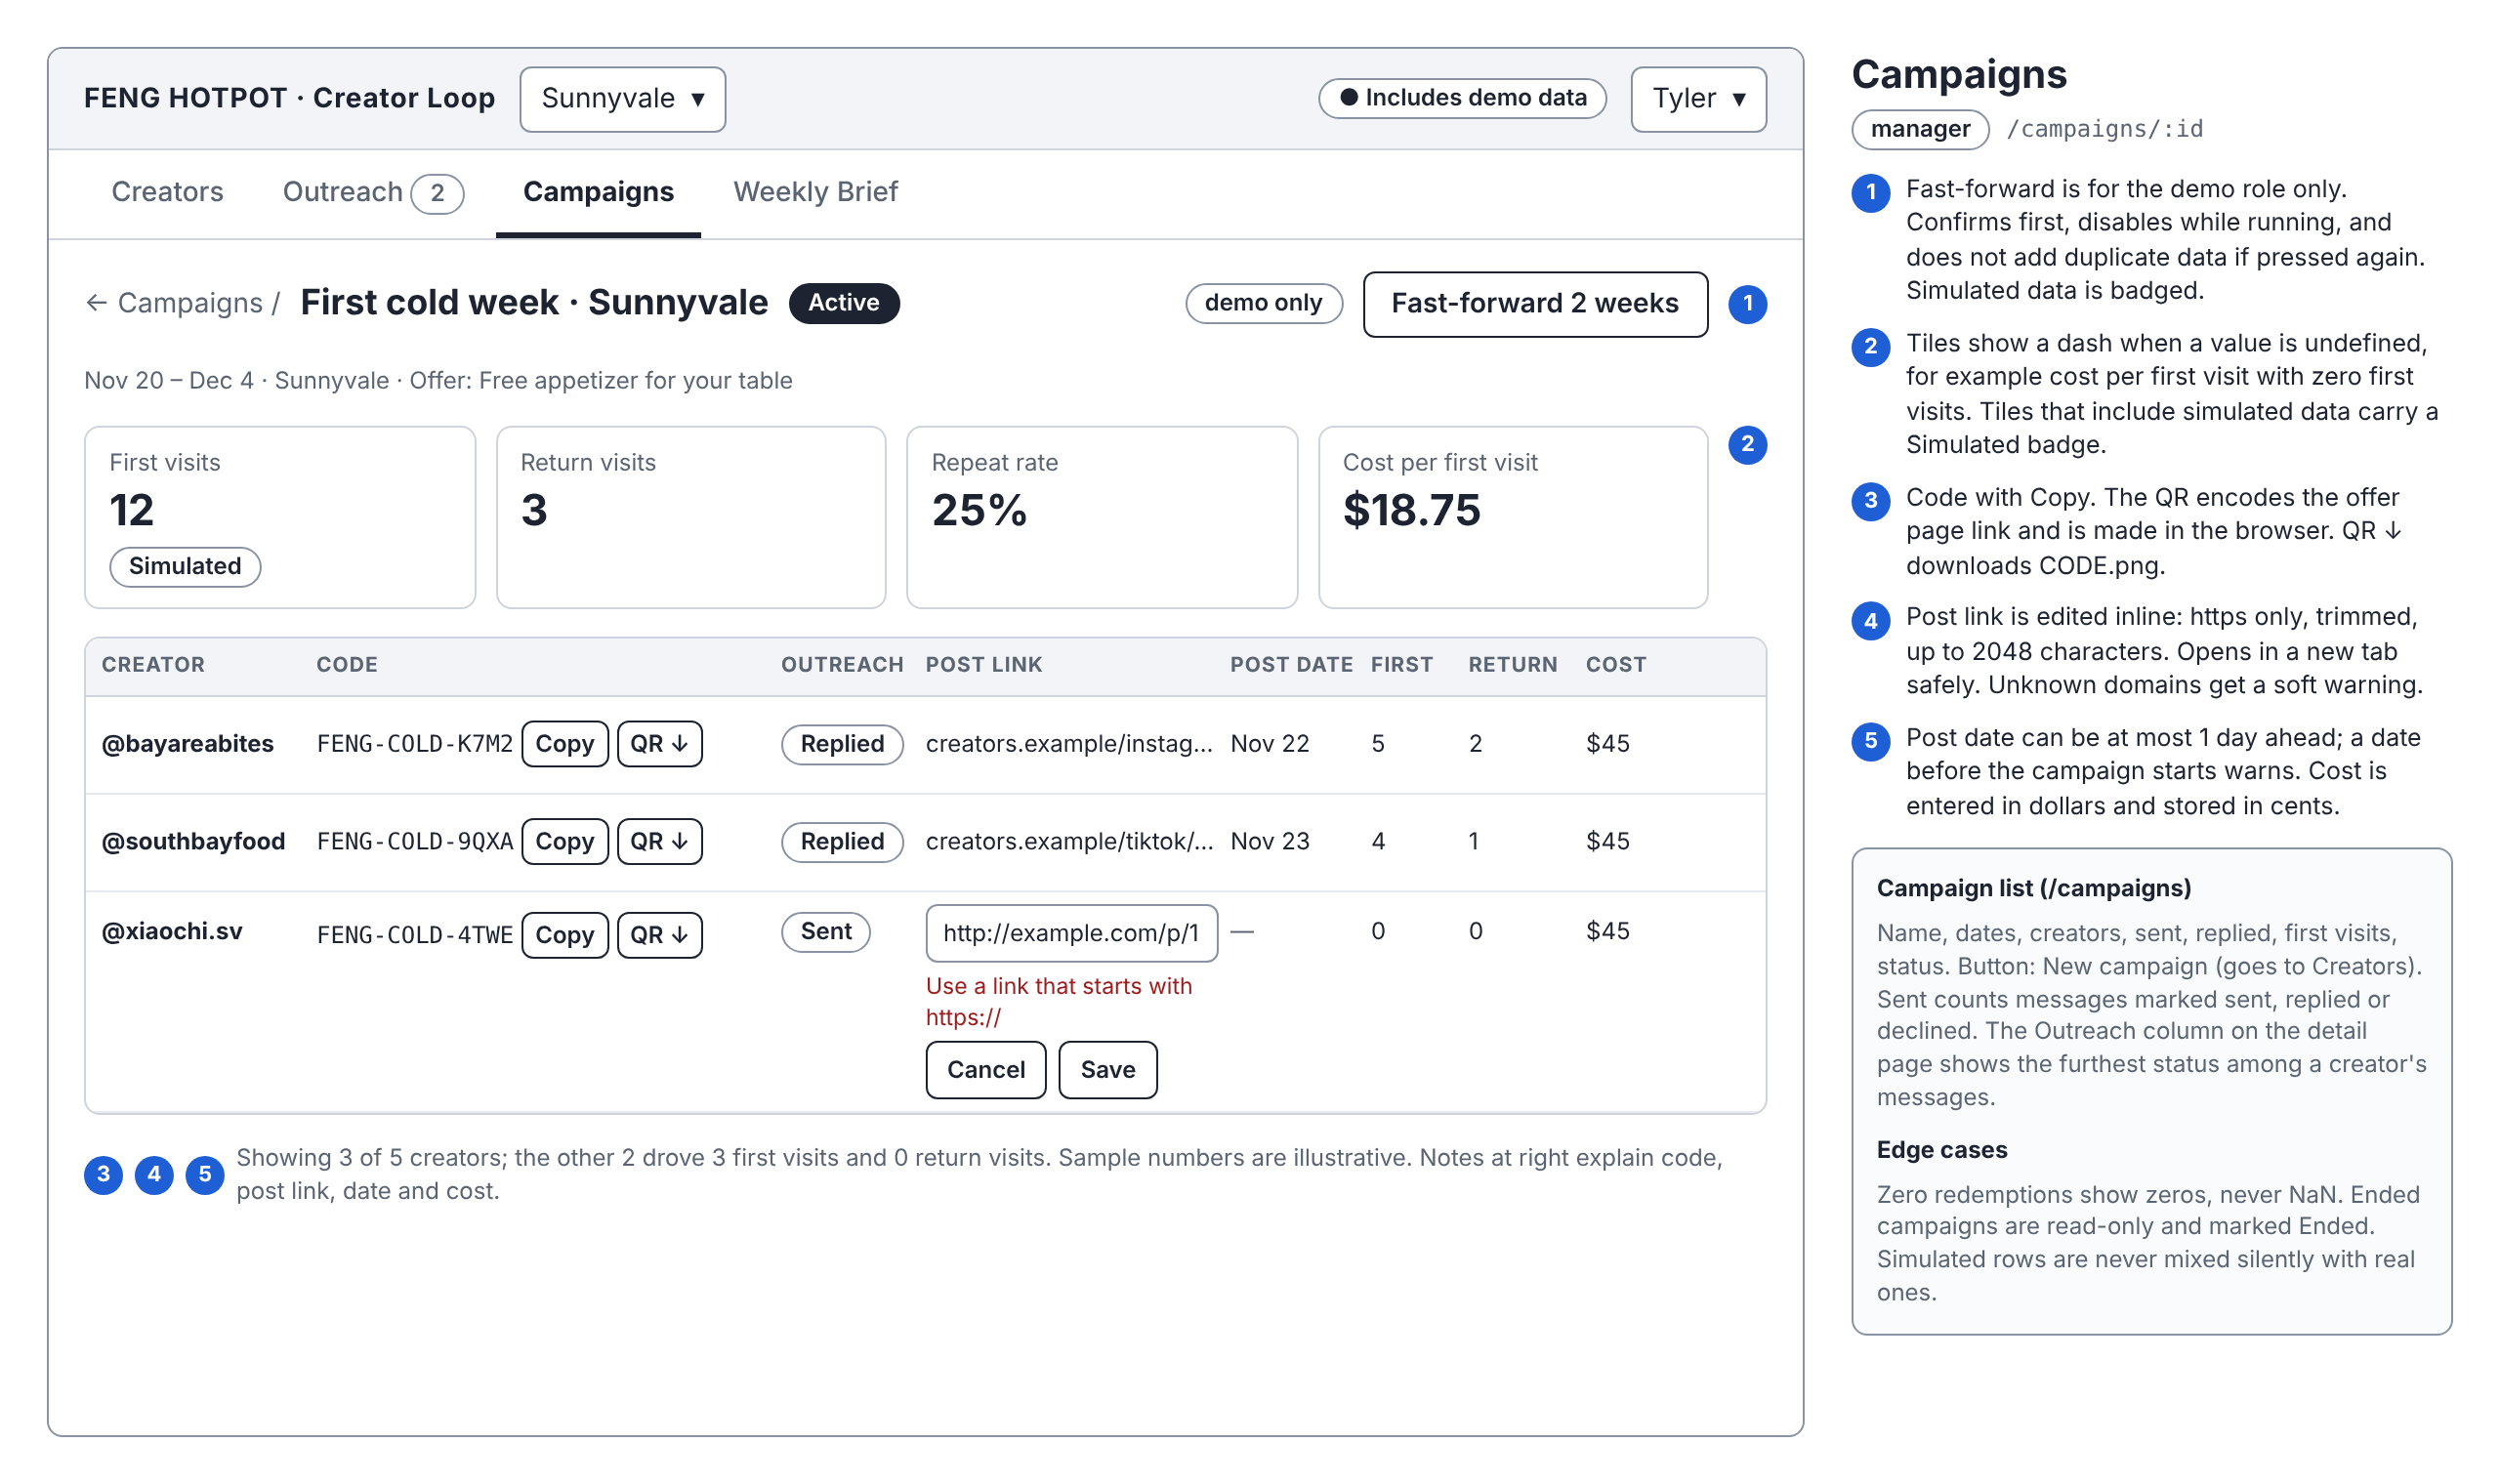 FENG HOTPOT · Creator Loop
Sunnyvale ▾
● Includes demo data
Tyler ▾
Creators
Outreach 2
Campaigns
Weekly Brief
← Campaigns / First cold week · Sunnyvale
Active
demo only
Fast-forward 2 weeks
1
Nov 20 – Dec 4 · Sunnyvale · Offer: Free appetizer for your table
First visits
12
Simulated
Return visits
3
Repeat rate
25%
Cost per first visit
$18.75
2
CREATOR CODE OUTREACH POST LINK POST DATE FIRST RETURN COST
@bayareabites FENG-COLD-K7M2 Copy QR ↓ Replied creators.example/instag... Nov 22 5 2 $45
@southbayfood FENG-COLD-9QXA Copy QR ↓ Replied creators.example/tiktok/... Nov 23 4 1 $45
@xiaochi.sv FENG-COLD-4TWE Copy QR ↓ Sent http://example.com/p/1 — 0 0 $45
Use a link that starts with
https://
Cancel Save
3 4 5
Showing 3 of 5 creators; the other 2 drove 3 first visits and 0 return visits. Sample numbers are illustrative. Notes at right explain code,
post link, date and cost.
Campaigns
manager /campaigns/:id
1 Fast-forward is for the demo role only.
Confirms first, disables while running, and
does not add duplicate data if pressed again.
Simulated data is badged.
2 Tiles show a dash when a value is undefined,
for example cost per first visit with zero first
visits. Tiles that include simulated data carry a
Simulated badge.
3 Code with Copy. The QR encodes the offer
page link and is made in the browser. QR ↓
downloads CODE.png.
4 Post link is edited inline: https only, trimmed,
up to 2048 characters. Opens in a new tab
safely. Unknown domains get a soft warning.
5 Post date can be at most 1 day ahead; a date
before the campaign starts warns. Cost is
entered in dollars and stored in cents.
Campaign list (/campaigns)
Name, dates, creators, sent, replied, first visits,
status. Button: New campaign (goes to Creators).
Sent counts messages marked sent, replied or
declined. The Outreach column on the detail
page shows the furthest status among a creator's
messages.
Edge cases
Zero redemptions show zeros, never NaN. Ended
campaigns are read-only and marked Ended.
Simulated rows are never mixed silently with real
ones.